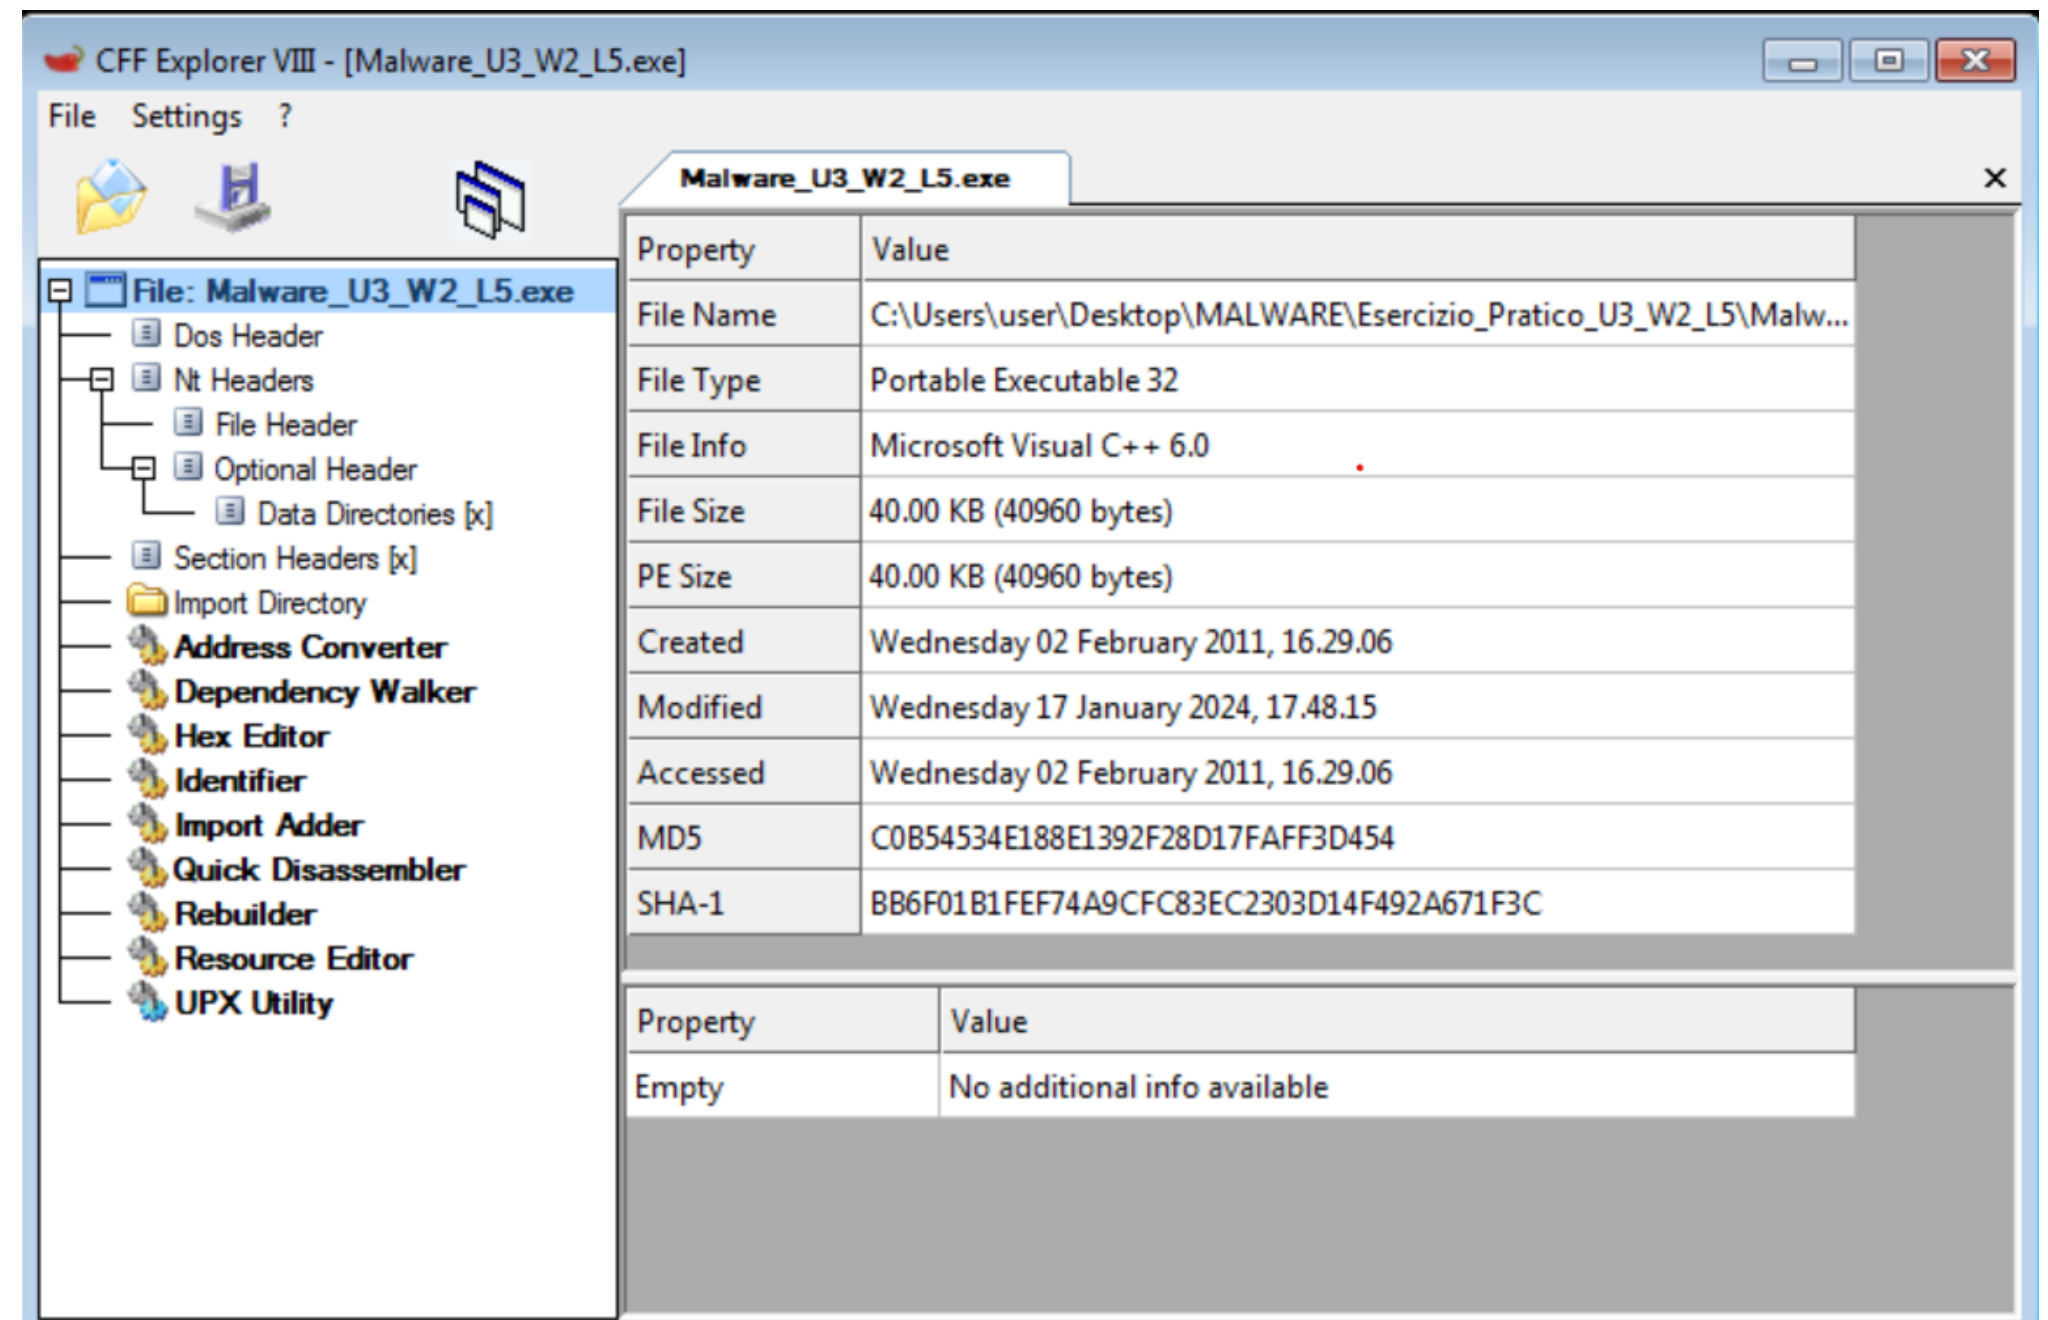 CFF Explorer VIII - [Malware_U3_W2_L5.exe]
File Settings ?
Malware_U3_W2_L5.exe
File: Malware_U3_W2_L5.exe
Dos Header
Nt Headers
File Header
Optional Header
Data Directories [x]
Section Headers [x]
Import Directory
Address Converter
Dependency Walker
Hex Editor
Identifier
Import Adder
Quick Disassembler
Rebuilder
Resource Editor
UPX Utility
Property Value
File Name C:\Users\user\Desktop\MALWARE\Esercizio_Pratico_U3_W2_L5\Malw...
File Type Portable Executable 32
File Info Microsoft Visual C++ 6.0
File Size 40.00 KB (40960 bytes)
PE Size 40.00 KB (40960 bytes)
Created Wednesday 02 February 2011, 16.29.06
Modified Wednesday 17 January 2024, 17.48.15
Accessed Wednesday 02 February 2011, 16.29.06
MD5 C0B54534E188E1392F28D17FAFF3D454
SHA-1 BB6F01B1FEF74A9CFC83EC2303D14F492A671F3C
Property Value
Empty No additional info available